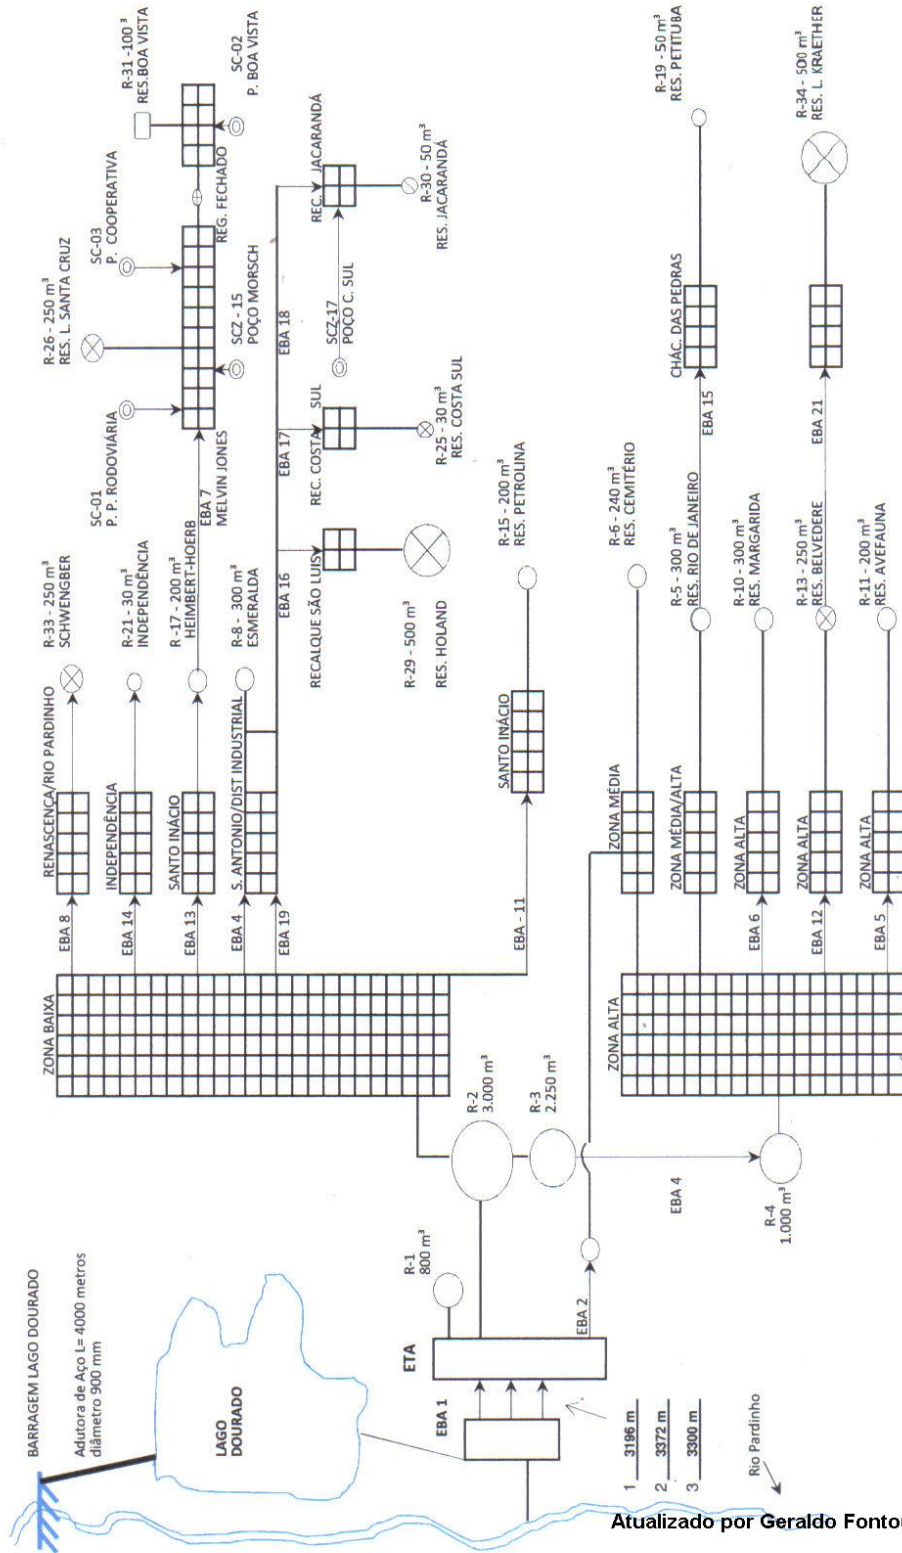 BARRAGEM LAGO DOURADO
Adutora de Aço L= 4000 metros
diâmetro 900 mm
LAGO
DOURADO
EBA 1
ETA
R-1
800 m³
EBA 2
1 3196 m
2 3372 m
3 3300 m
Rio Pardinho
R-2
3.000 m³
R-3
2.250 m³
EBA 4
R-4
1.000 m³
ZONA BAIXA
EBA 8
RENASCENÇA/RIO PARDINHO
R-33 - 250 m³
SCHWENGBER
EBA 14
INDEPENDÊNCIA
R-21 - 30 m³
INDEPENDÊNCIA
EBA 13
SANTO INÁCIO
R -17 - 200 m³
HEIMBERT-HOERB
EBA 7
MELVIN JONES
SC-01
P. P. RODOVIÁRIA
R-26 - 250 m³
RES. L. SANTA CRUZ
SC-03
P. COOPERATIVA
SCZ - 15
POÇO MORSCH
REG. FECHADO
R-31 -100 ³
RES.BOA VISTA
SC-02
P. BOA VISTA
EBA 4
S. ANTONIO/DIST INDUSTRIAL
R-8 - 300 m³
ESMERALDA
EBA 19
EBA 16
RECALQUE SÃO LUIS
R-29 - 500 m³
RES. HOLAND
EBA 17
REC. COSTA SUL
R-25 - 30 m³
RES. COSTA SUL
EBA 18
SCZ-17
POÇO C. SUL
REC. JACARANDÁ
R-30 - 50 m³
RES. JACARANDÁ
EBA - 11
SANTO INÁCIO
R-15 - 200 m³
RES. PETROLINA
ZONA MÉDIA
R-6 - 240 m³
RES. CEMITÉRIO
ZONA ALTA
ZONA MÉDIA/ALTA
R-5 - 300 m³
RES. RIO DE JANEIRO
EBA 15
CHÁC. DAS PEDRAS
R-19 - 50 m³
RES. PETITUBA
EBA 6
ZONA ALTA
R-10 - 300 m³
RES. MARGARIDA
EBA 12
ZONA ALTA
R-13 - 250 m³
RES. BELVEDERE
EBA 21
R-34 - 500 m³
RES. L. KRAETHER
EBA 5
ZONA ALTA
R-11 - 200 m³
RES. AVEFAUNA
Atualizado por Geraldo